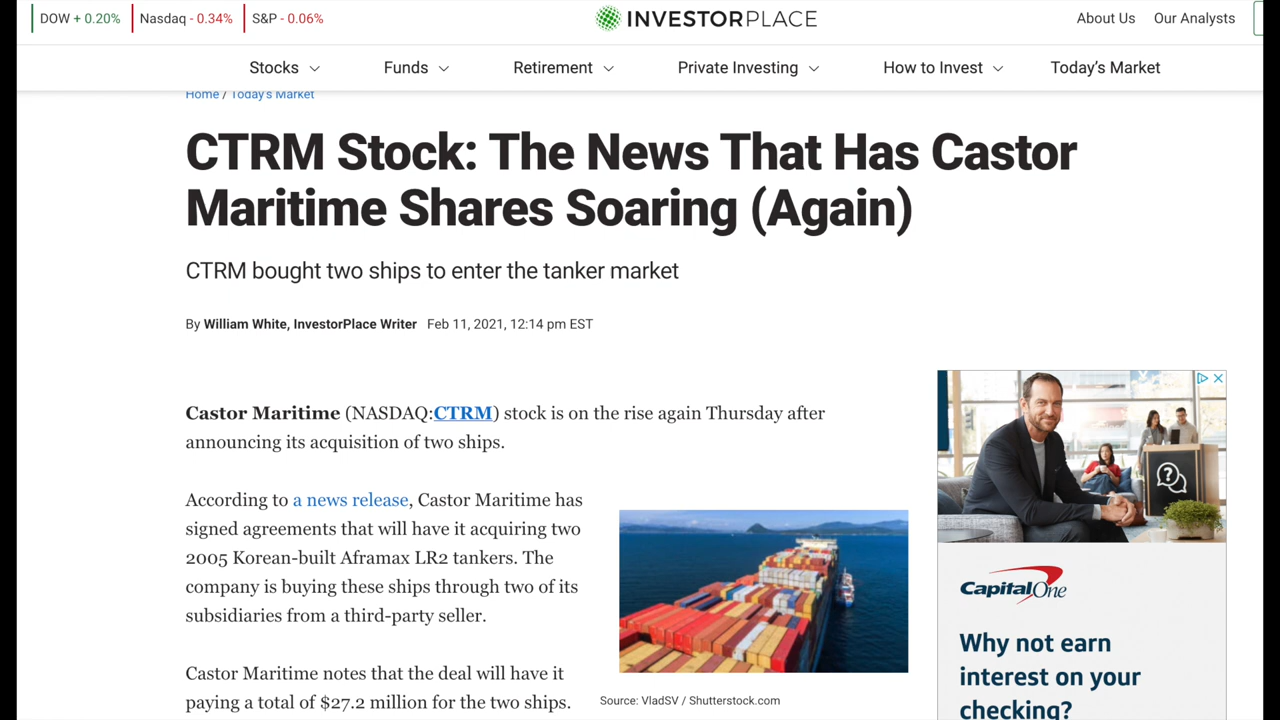 DOW + 0.20% Nasdaq - 0.34% S&P - 0.06% INVESTORPLACE About Us Our Analysts
Stocks Funds Retirement Private Investing How to Invest Today's Market
Home / Today's Market
CTRM Stock: The News That Has Castor
Maritime Shares Soaring (Again)
CTRM bought two ships to enter the tanker market
By William White, InvestorPlace Writer Feb 11, 2021, 12:14 pm EST
Castor Maritime (NASDAQ:CTRM) stock is on the rise again Thursday after
announcing its acquisition of two ships.
According to a news release, Castor Maritime has
signed agreements that will have it acquiring two
2005 Korean-built Aframax LR2 tankers. The
company is buying these ships through two of its
subsidiaries from a third-party seller.
Castor Maritime notes that the deal will have it
paying a total of $27.2 million for the two ships.
Source: VladSV / Shutterstock.com
Capital One
Why not earn
interest on your
checking?